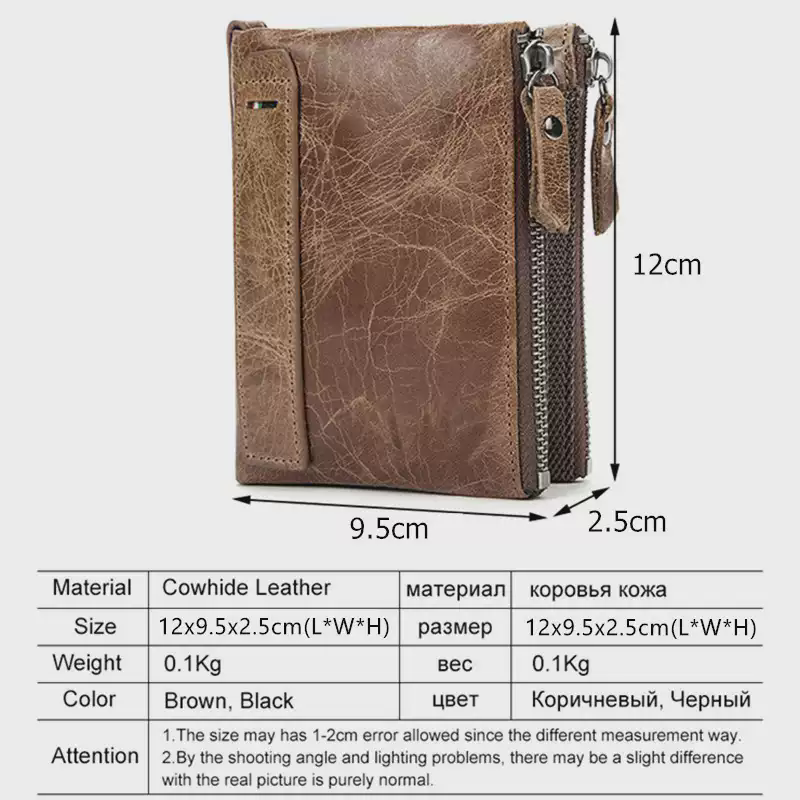 12cm
9.5cm
2.5cm
Material Cowhide Leather материал коровья кожа
Size 12x9.5x2.5cm(L*W*H) размер 12x9.5x2.5cm(L*W*H)
Weight 0.1Kg вес 0.1Kg
Color Brown, Black цвет Коричневый, Черный
Attention
1.The size may has 1-2cm error allowed since the different measurement way.
2.By the shooting angle and lighting problems, there may be a slight difference
with the real picture is purely normal.